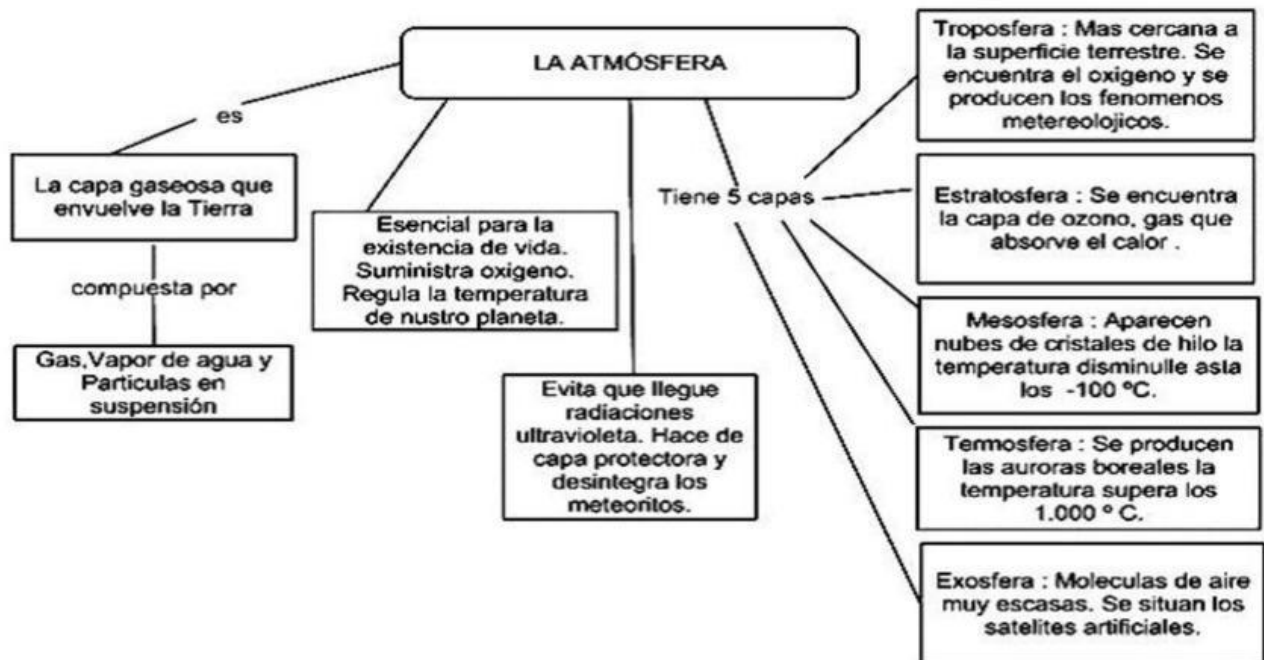 LA ATMÓSFERA
es
La capa gaseosa que
envuelve la Tierra
compuesta por
Gas,Vapor de agua y
Particulas en
suspensión
Esencial para la
existencia de vida.
Suministra oxigeno.
Regula la temperatura
de nustro planeta.
Evita que llegue
radiaciones
ultravioleta. Hace de
capa protectora y
desintegra los
meteoritos.
Tiene 5 capas
Troposfera : Mas cercana a
la superficie terrestre. Se
encuentra el oxigeno y se
producen los fenomenos
metereolojicos.
Estratosfera : Se encuentra
la capa de ozono, gas que
absorve el calor .
Mesosfera : Aparecen
nubes de cristales de hilo la
temperatura disminulle asta
los -100 ºC.
Termosfera : Se producen
las auroras boreales la
temperatura supera los
1.000 º C.
Exosfera : Moleculas de aire
muy escasas. Se situan los
satelites artificiales.